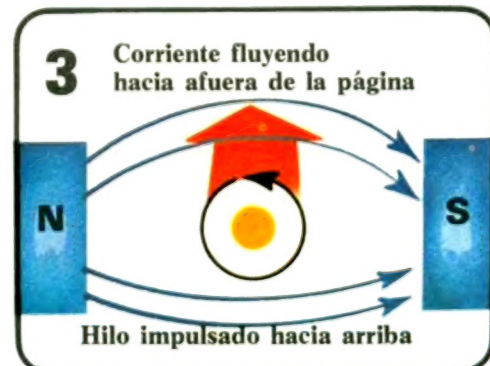 3
Corriente fluyendo
hacia afuera de la página
N
S
Hilo impulsado hacia arriba